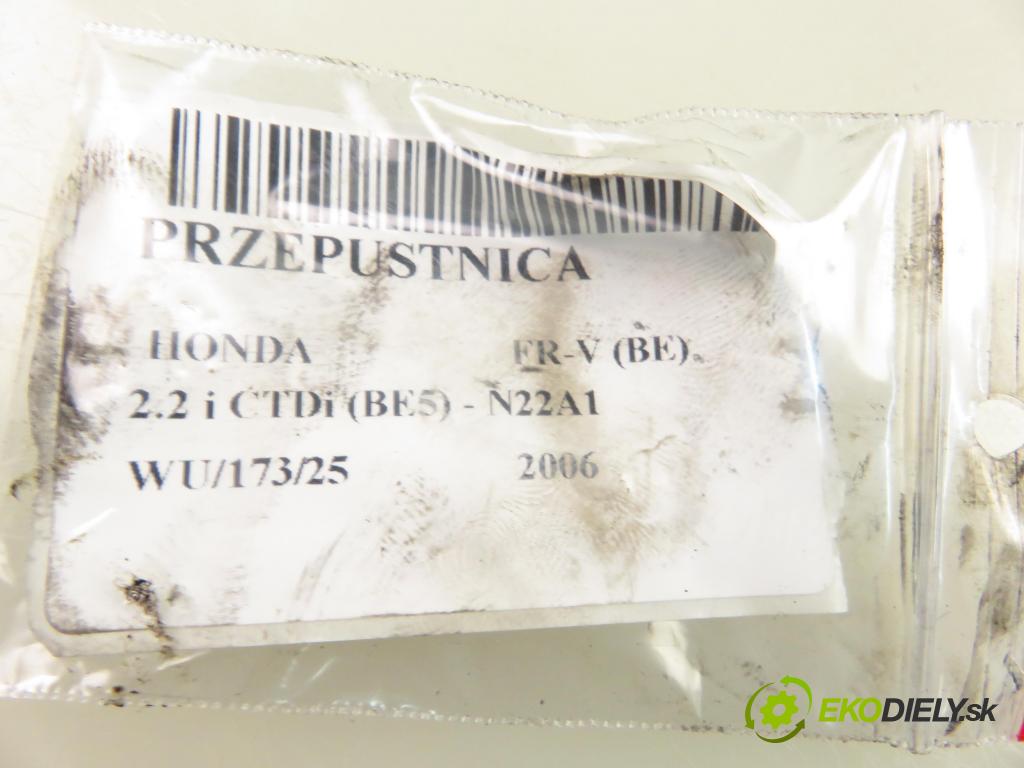 PRZEPUSTNICA
HONDA FR-V (BE)
2.2 i CTDi (BE5) - N22A1
WU/173/25 2006
EKODIELY.sk